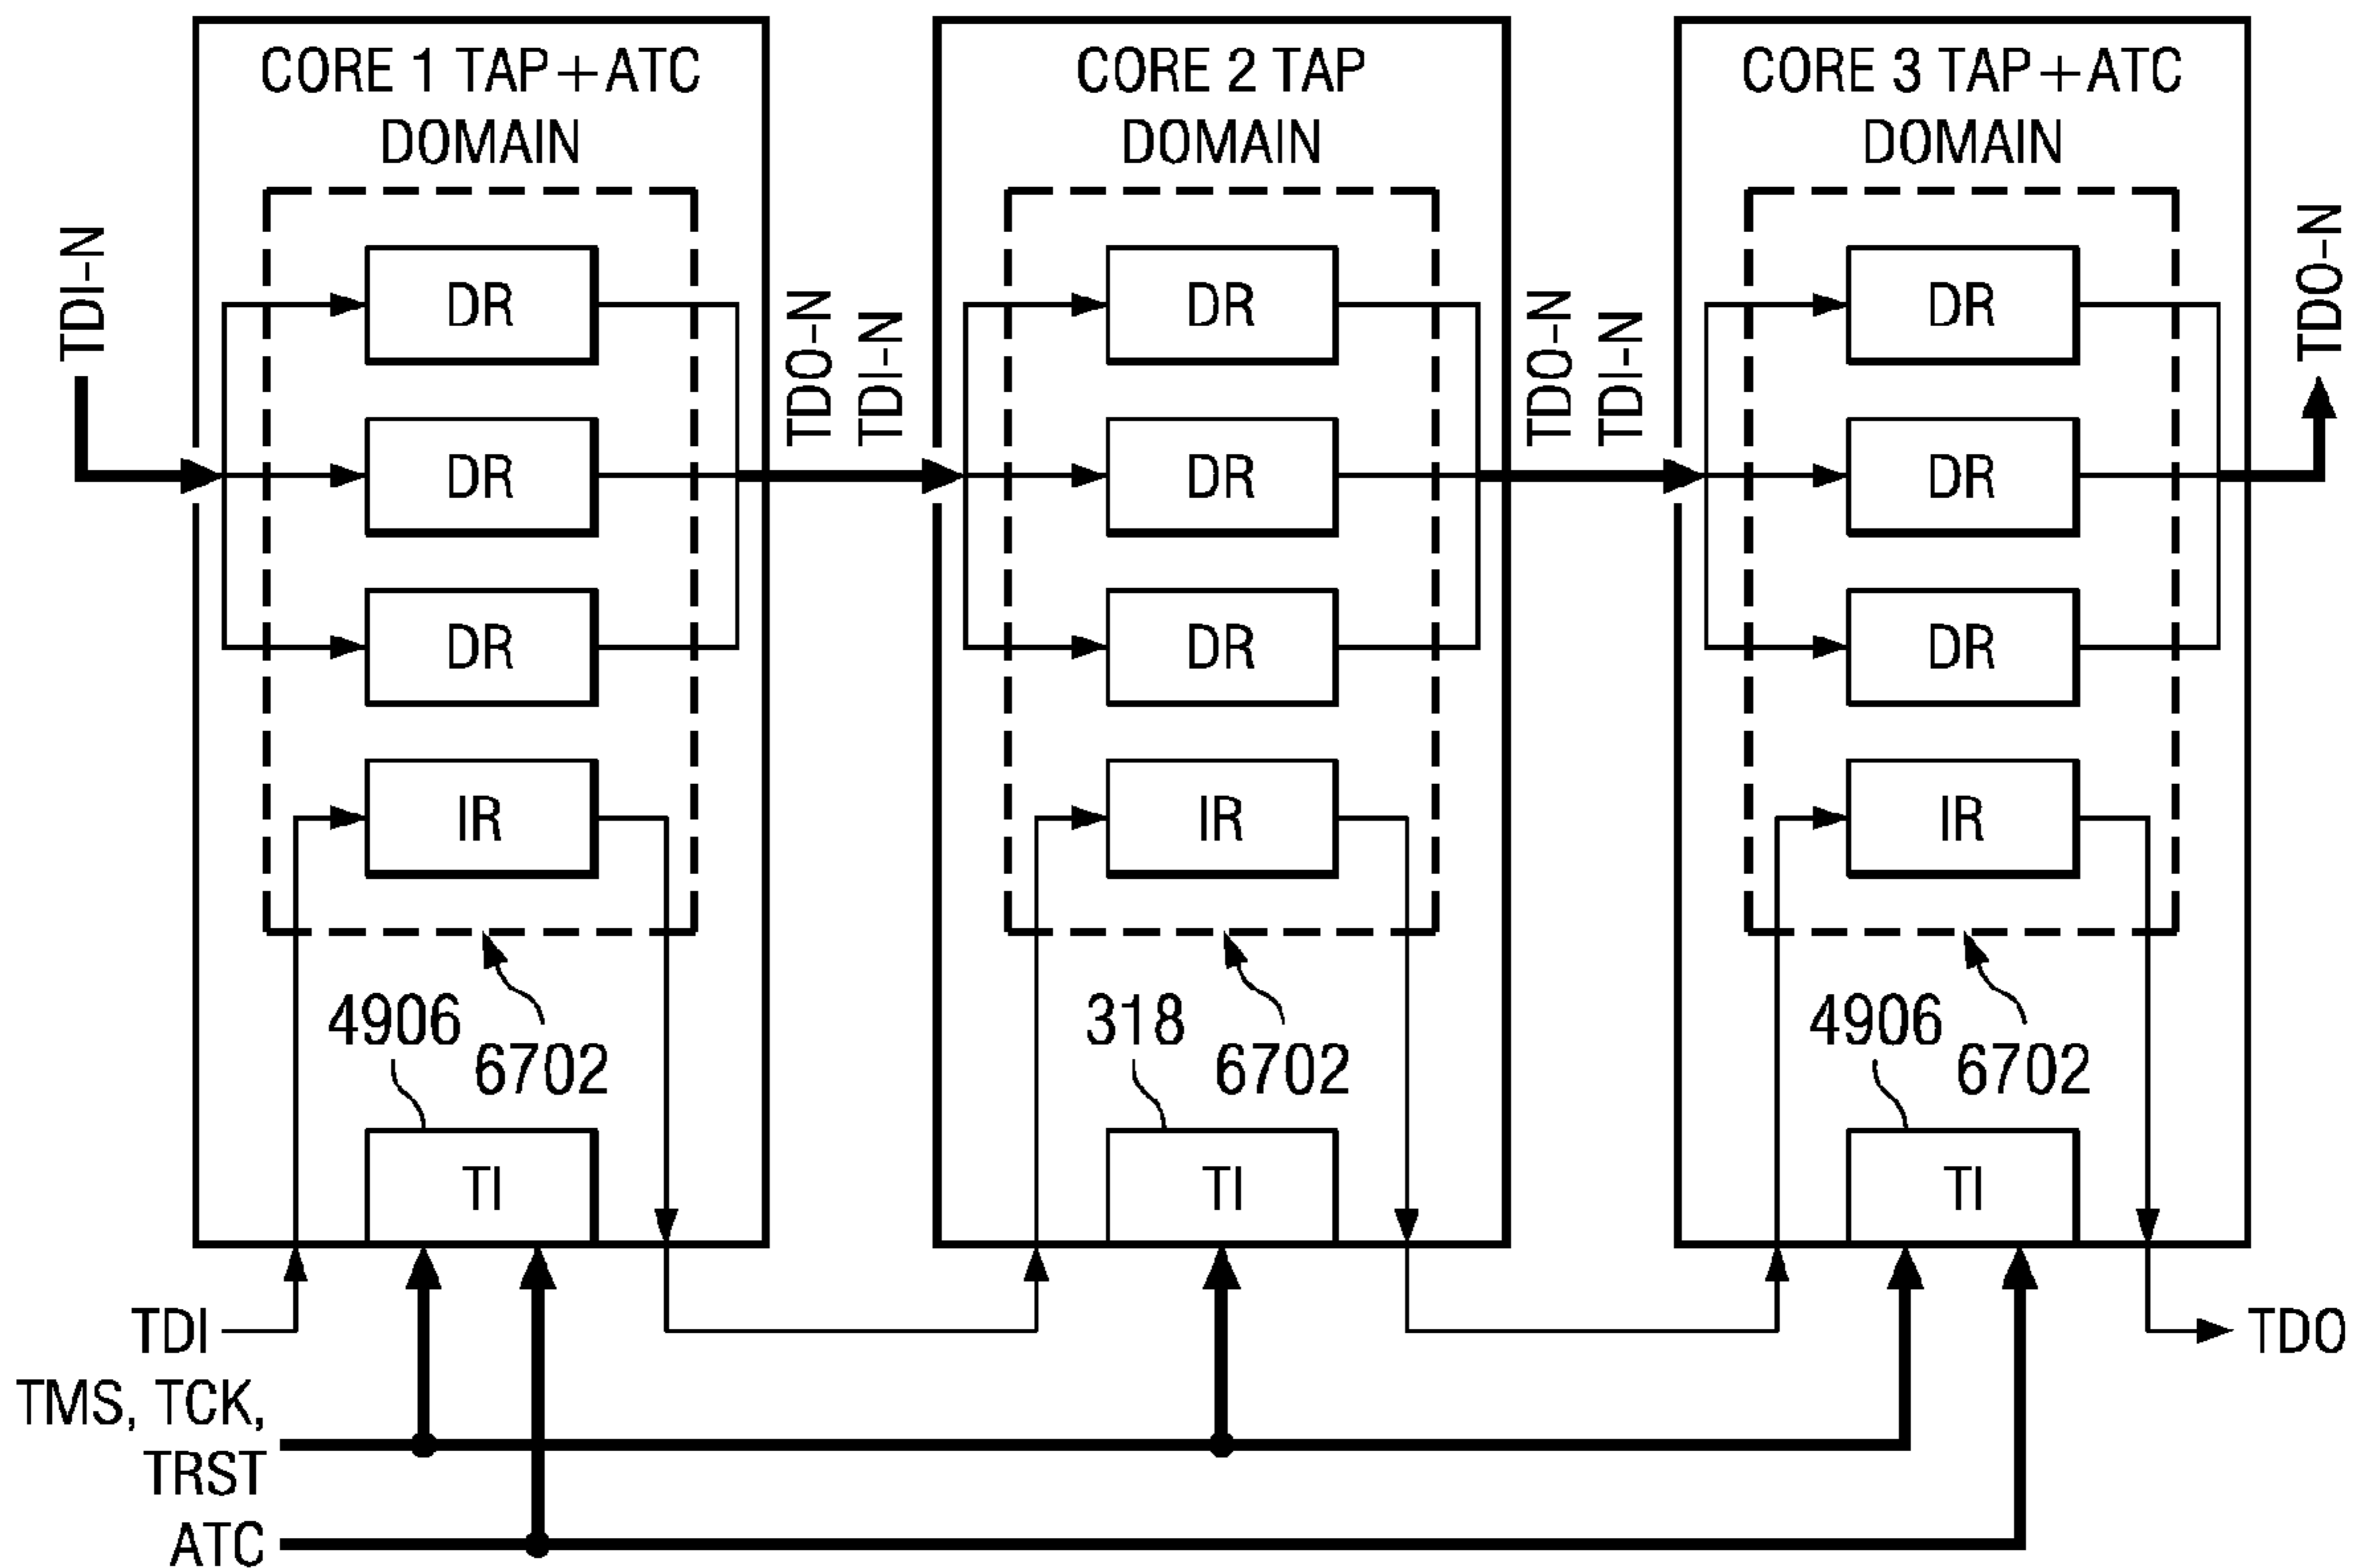 CORE 1 TAP+ATC
DOMAIN
CORE 2 TAP
DOMAIN
CORE 3 TAP+ATC
DOMAIN
TDI-N
DR
DR
DR
IR
TDO-N
TDI-N
DR
DR
DR
IR
TDO-N
TDI-N
DR
DR
DR
IR
TDO-N
4906
6702
TI
318
6702
TI
4906
6702
TI
TDI
TDO
TMS, TCK,
TRST
ATC